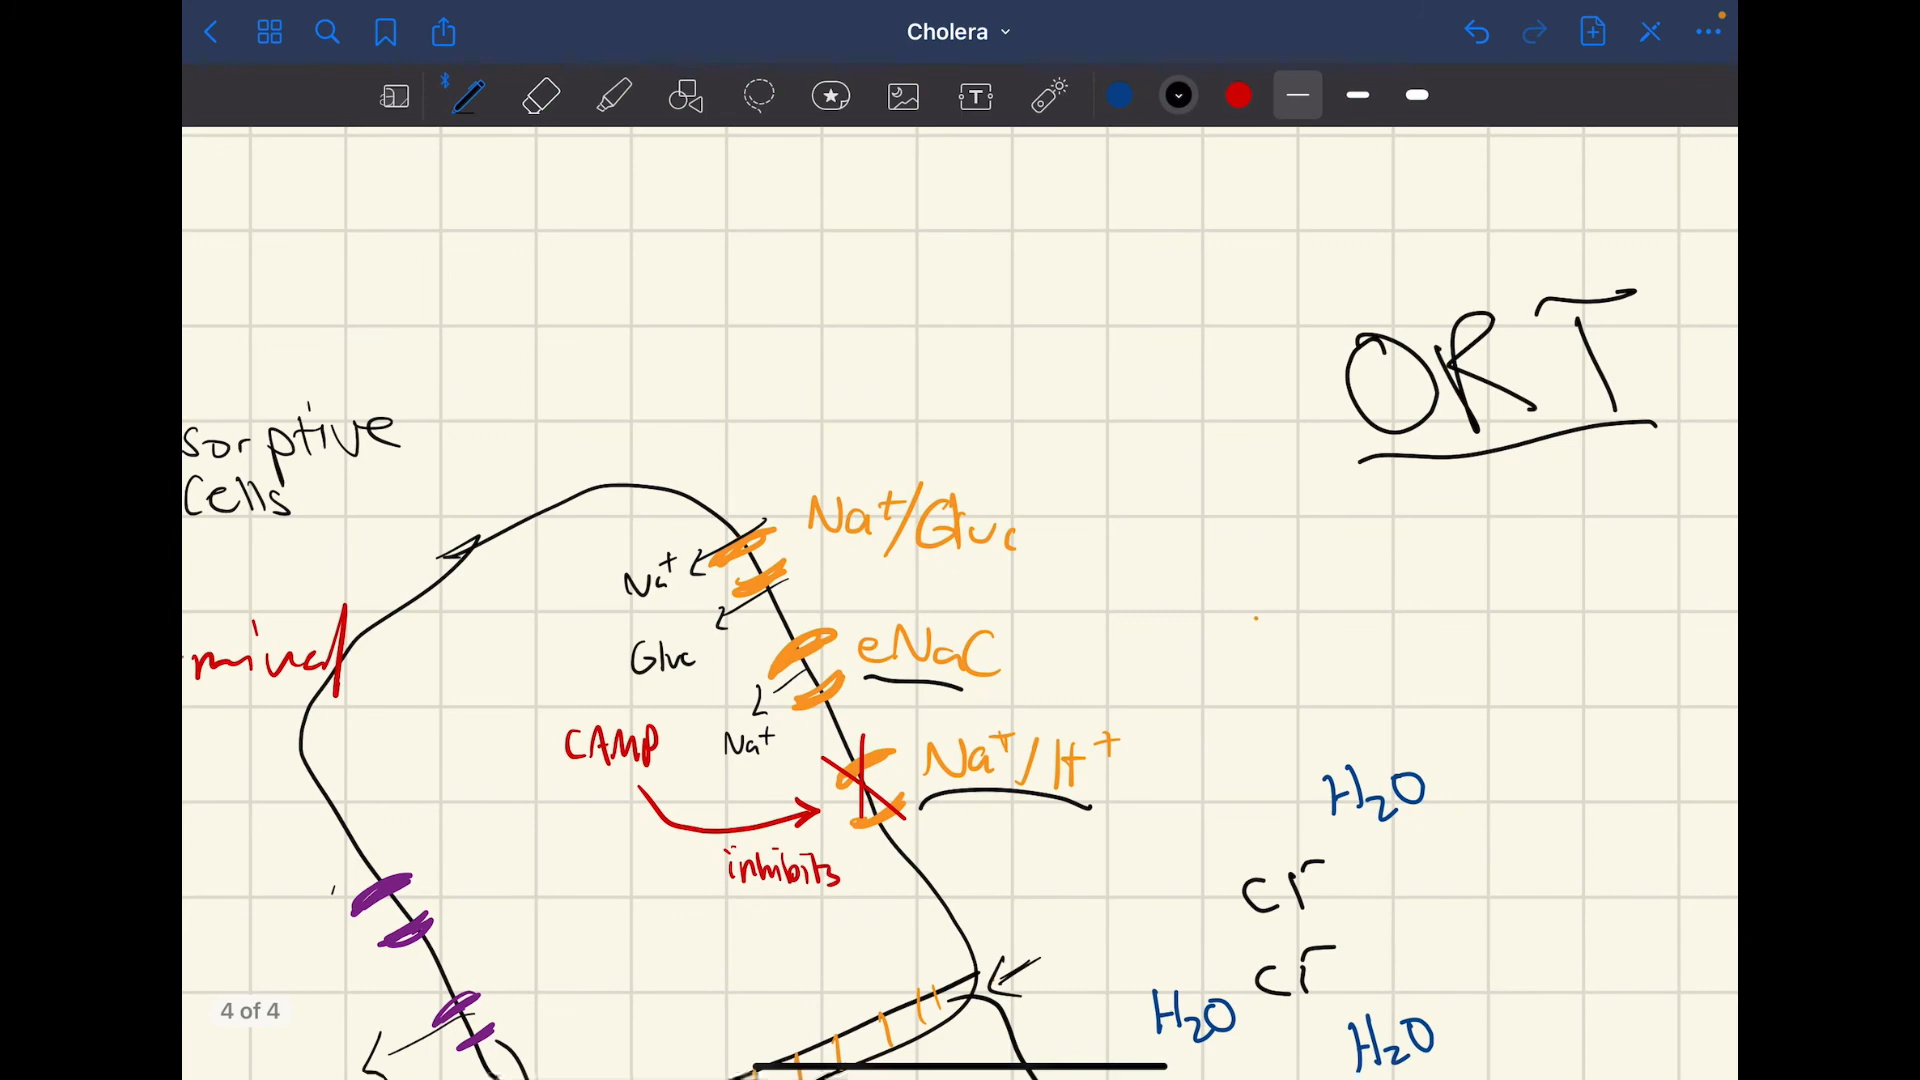 Cholera
ORT
sorptive
Cells
Na⁺/Gluc
Na⁺
Gluc
eNaC
Na⁺
CAMP
Na⁺/H⁺
inhibits
H₂O
Cl⁻
Cl⁻
H₂O
H₂O
4 of 4